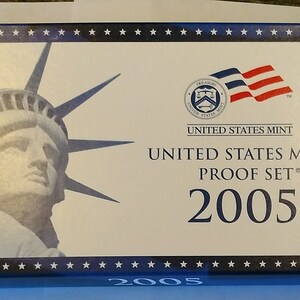 UNITED STATES MINT
UNITED STATES M
PROOF SET®
2005
2005